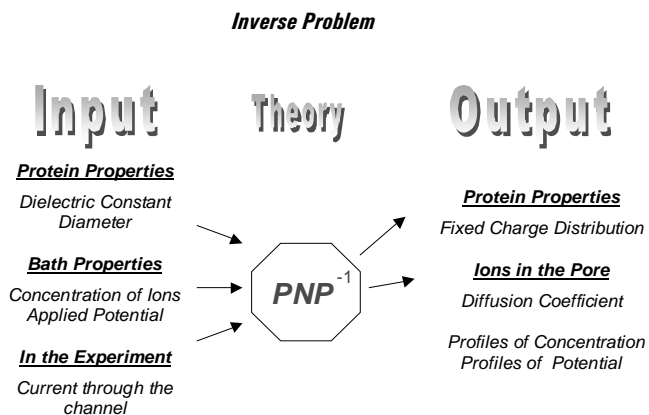 Inverse Problem
Input
Theory
Output
Protein Properties
Dielectric Constant
Diameter
Bath Properties
Concentration of Ions
Applied Potential
In the Experiment
Current through the
channel
PNP-1
Protein Properties
Fixed Charge Distribution
Ions in the Pore
Diffusion Coefficient
Profiles of Concentration
Profiles of Potential